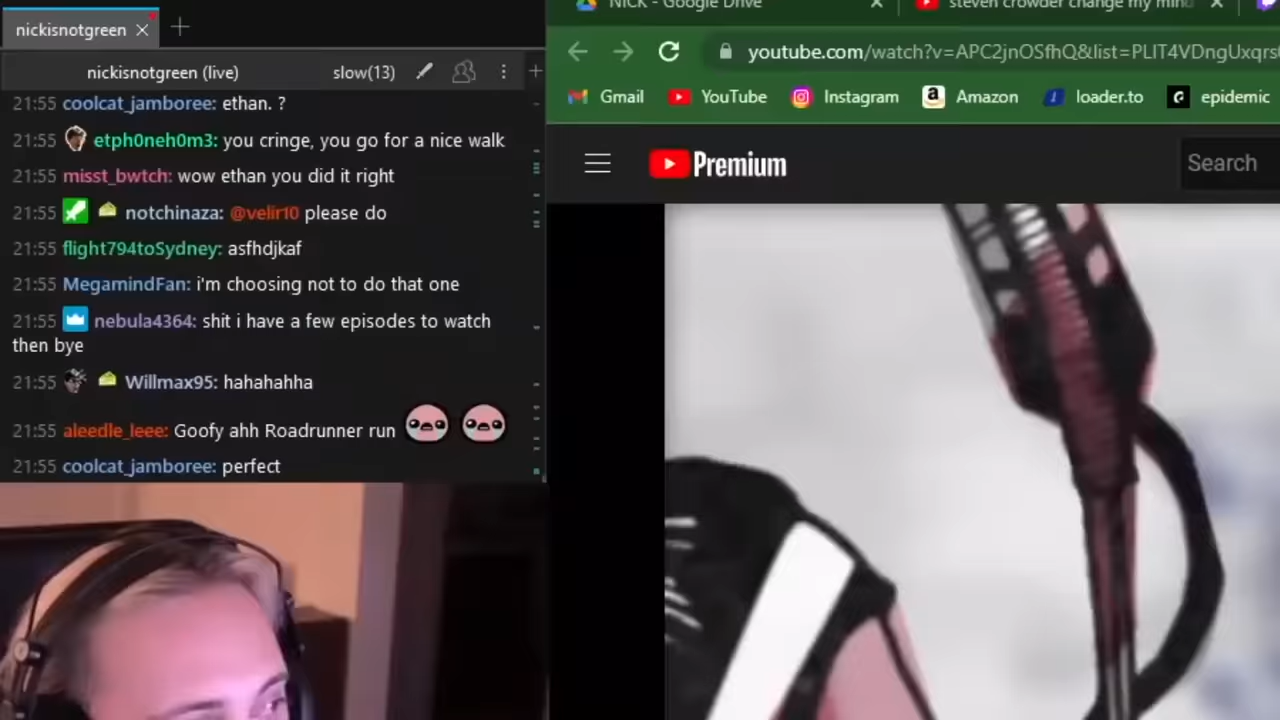 nickisnotgreen
nickisnotgreen (live) slow(13)
21:55 coolcat_jamboree: ethan. ?
21:55 etph0neh0m3: you cringe, you go for a nice walk
21:55 misst_bwtch: wow ethan you did it right
21:55 notchinaza: @velir10 please do
21:55 flight794toSydney: asfhdjkaf
21:55 MegamindFan: i'm choosing not to do that one
21:55 nebula4364: shit i have a few episodes to watch
then bye
21:55 Willmax95: hahahahha
21:55 aleedle_leee: Goofy ahh Roadrunner run
21:55 coolcat_jamboree: perfect
NICK - Google Drive steven crowder change my mind
youtube.com/watch?v=APC2jnOSfhQ&list=PLIT4VDngUxqrs
Gmail YouTube Instagram Amazon loader.to epidemic
Premium Search